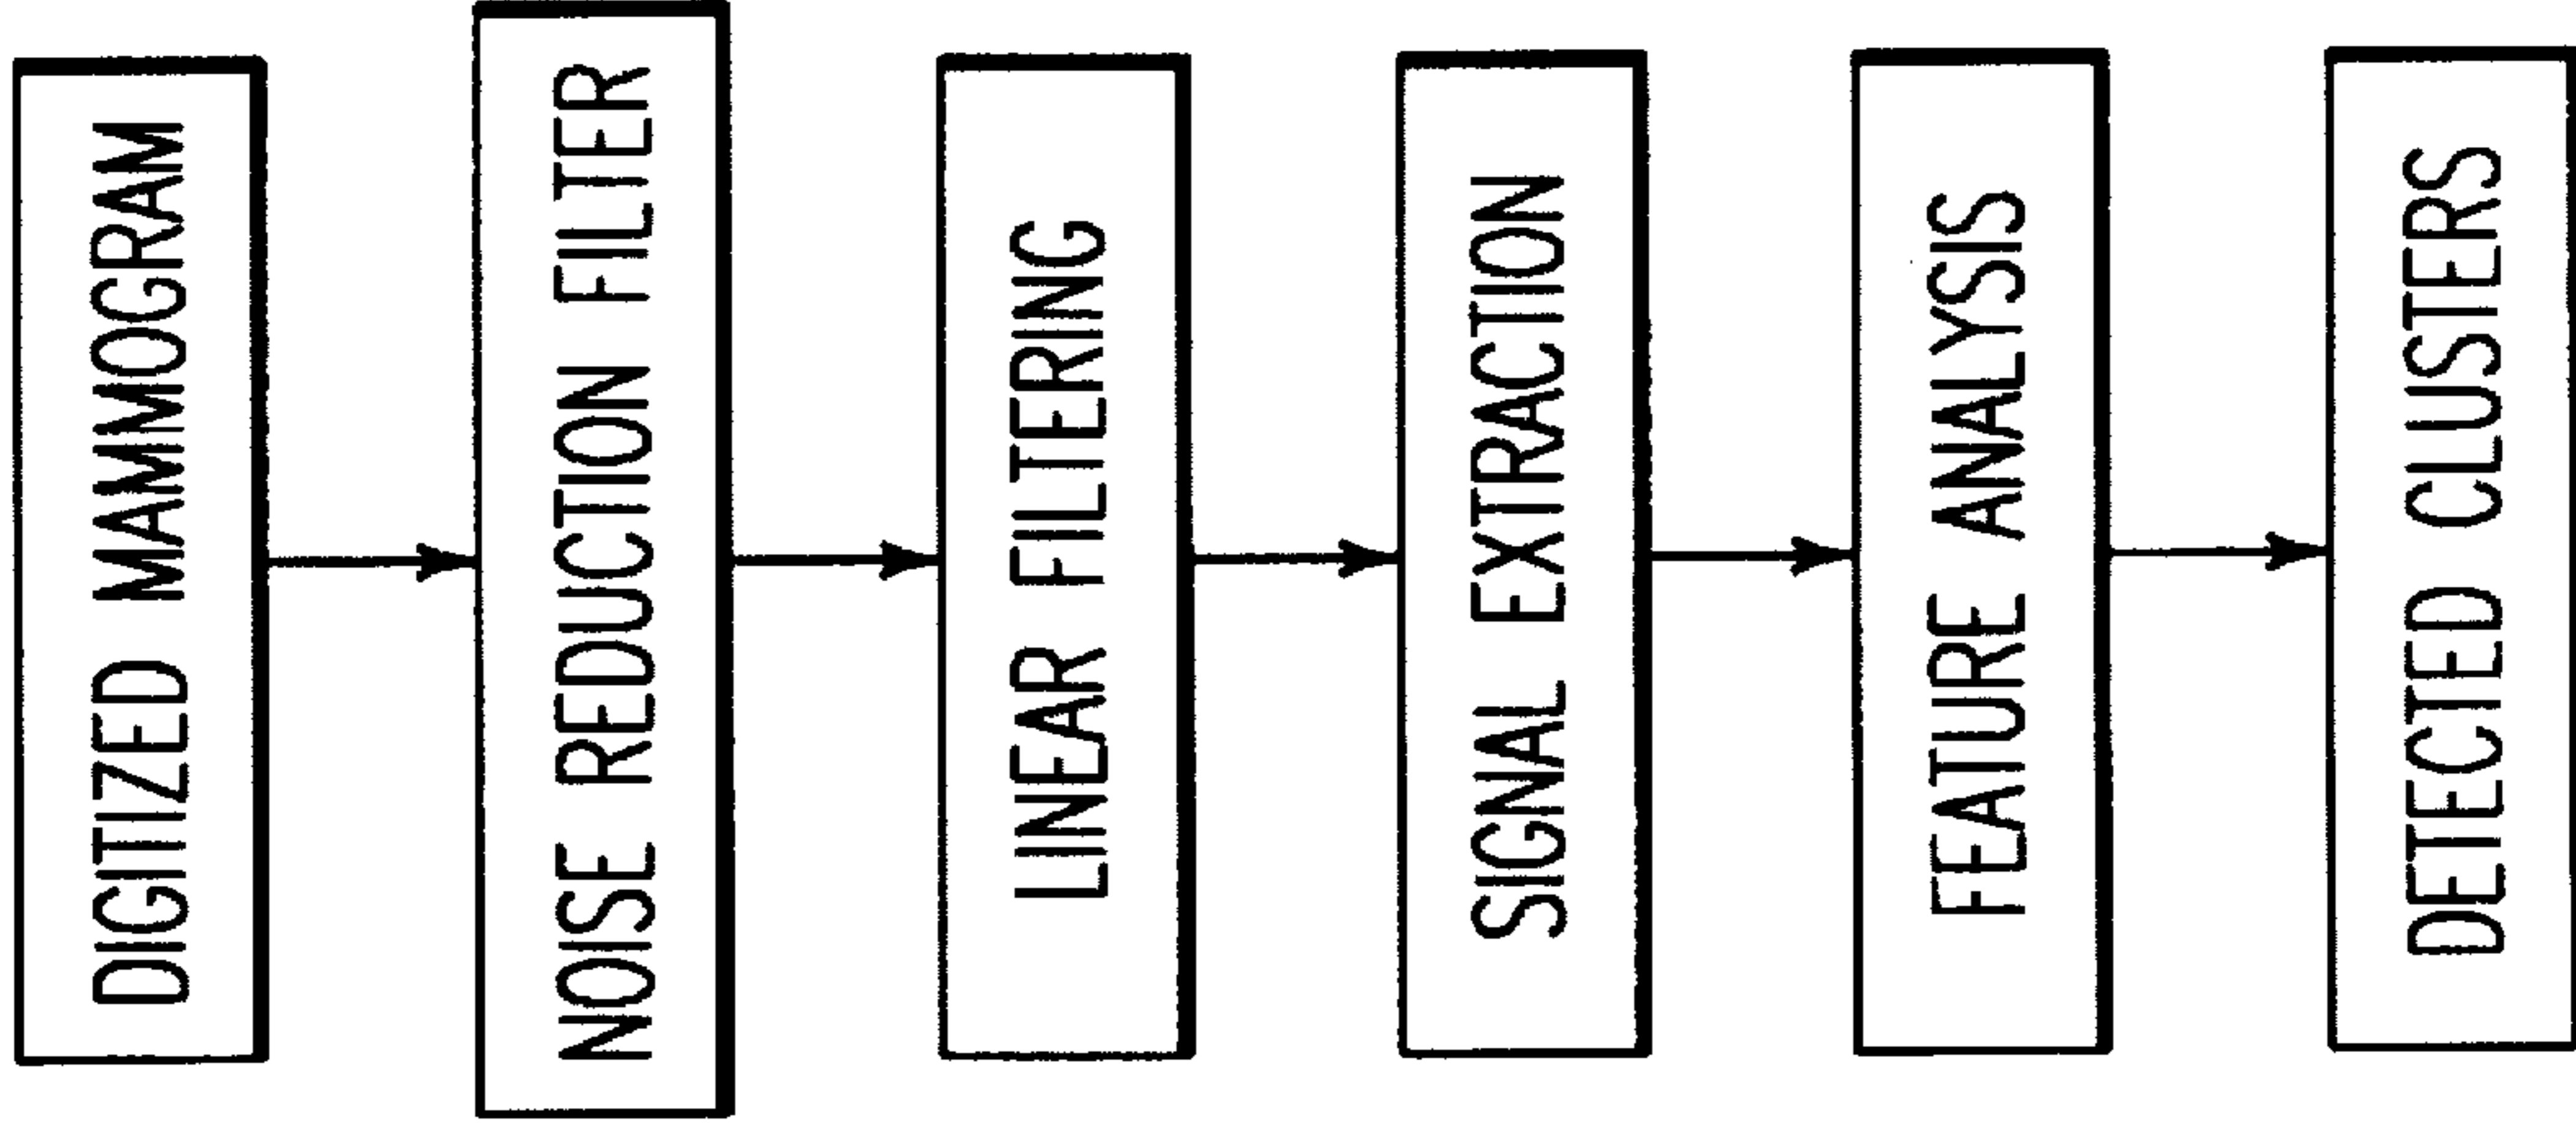 DIGITIZED MAMMOGRAM
NOISE REDUCTION FILTER
LINEAR FILTERING
SIGNAL EXTRACTION
FEATURE ANALYSIS
DETECTED CLUSTERS